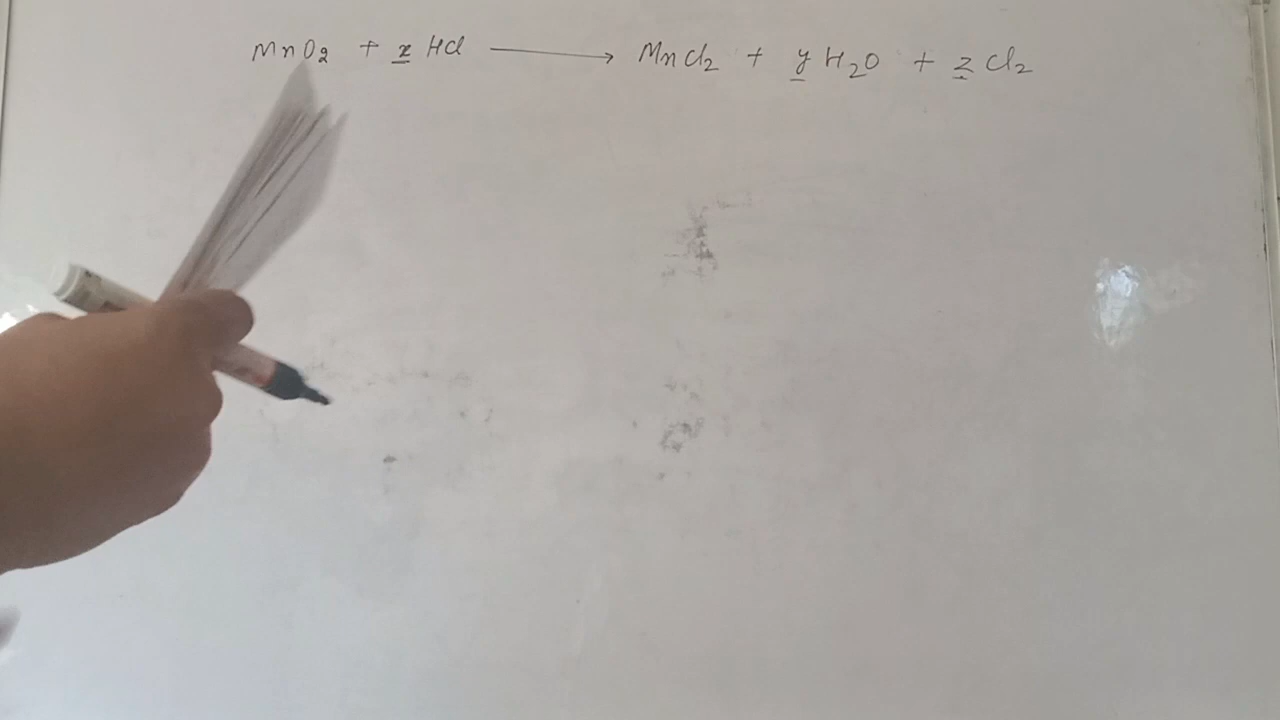 MnO2 + x HCl ⟶ MnCl2 + y H2O + z Cl2